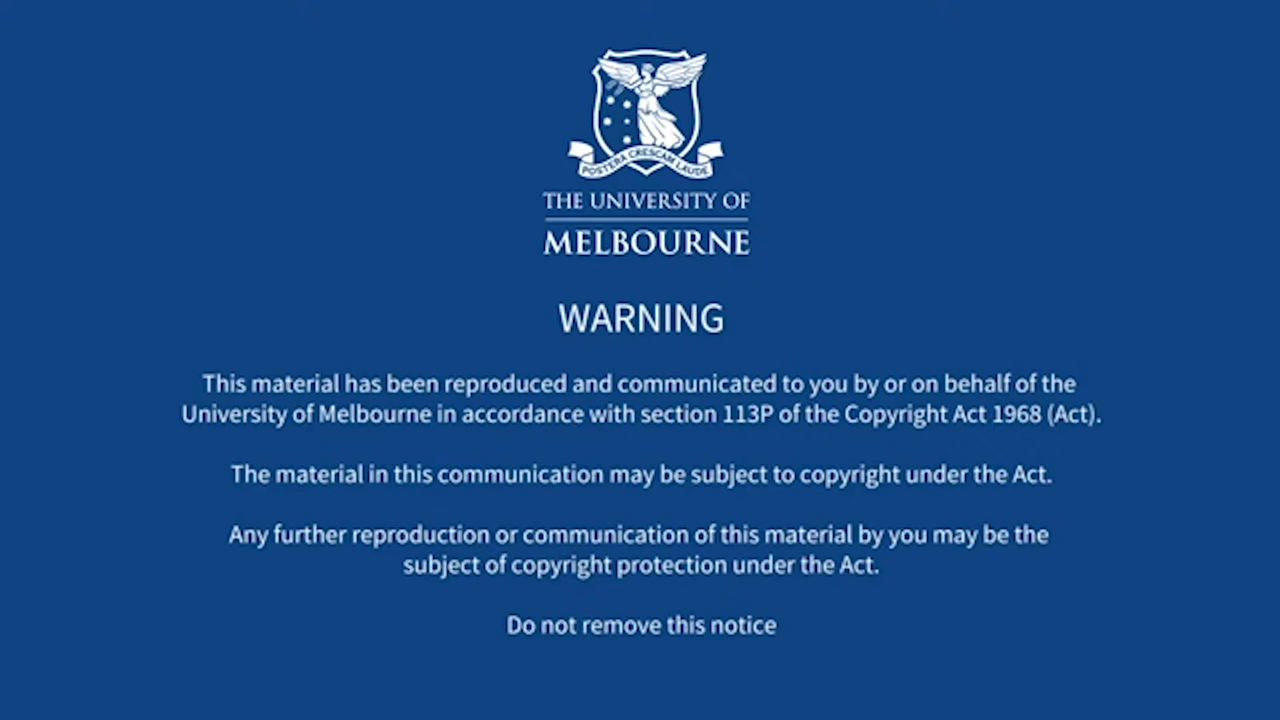 POSTERA CRESCAM LAUDE
THE UNIVERSITY OF
MELBOURNE
WARNING
This material has been reproduced and communicated to you by or on behalf of the
University of Melbourne in accordance with section 113P of the Copyright Act 1968 (Act).
The material in this communication may be subject to copyright under the Act.
Any further reproduction or communication of this material by you may be the
subject of copyright protection under the Act.
Do not remove this notice